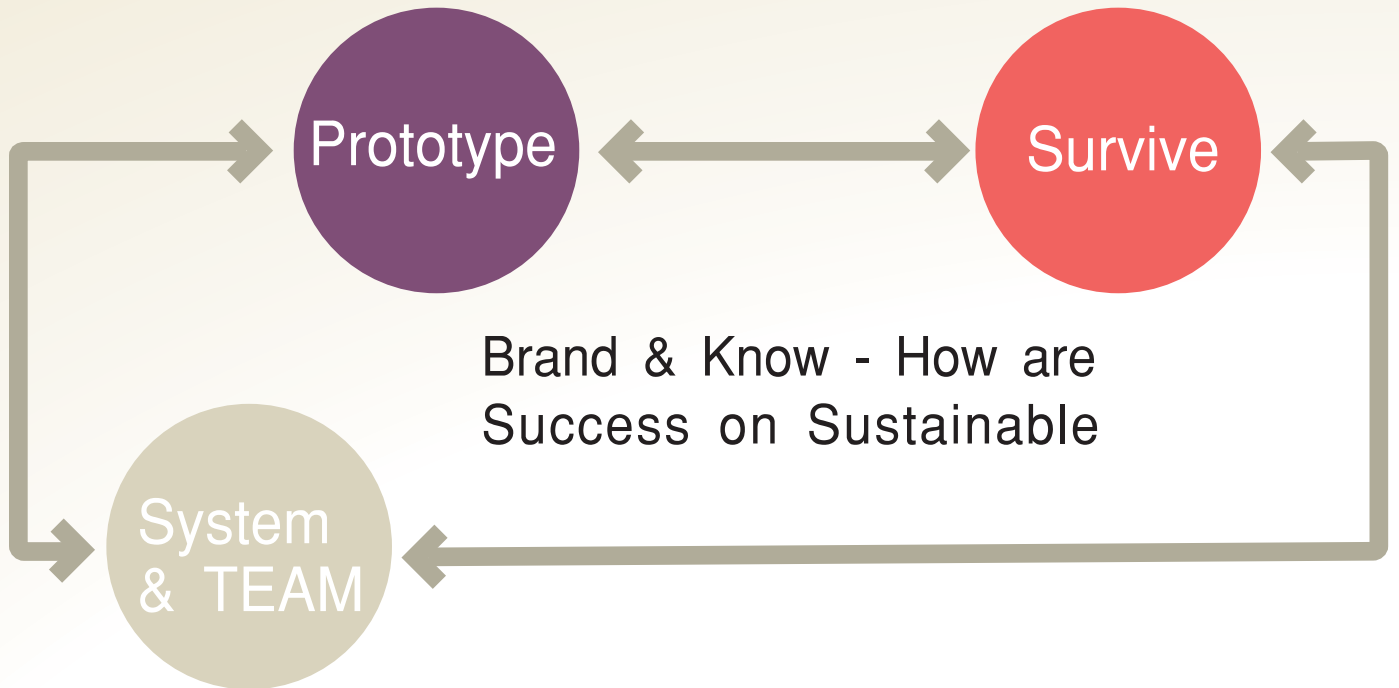 Prototype
Survive
Brand & Know - How are
Success on Sustainable
System
& TEAM